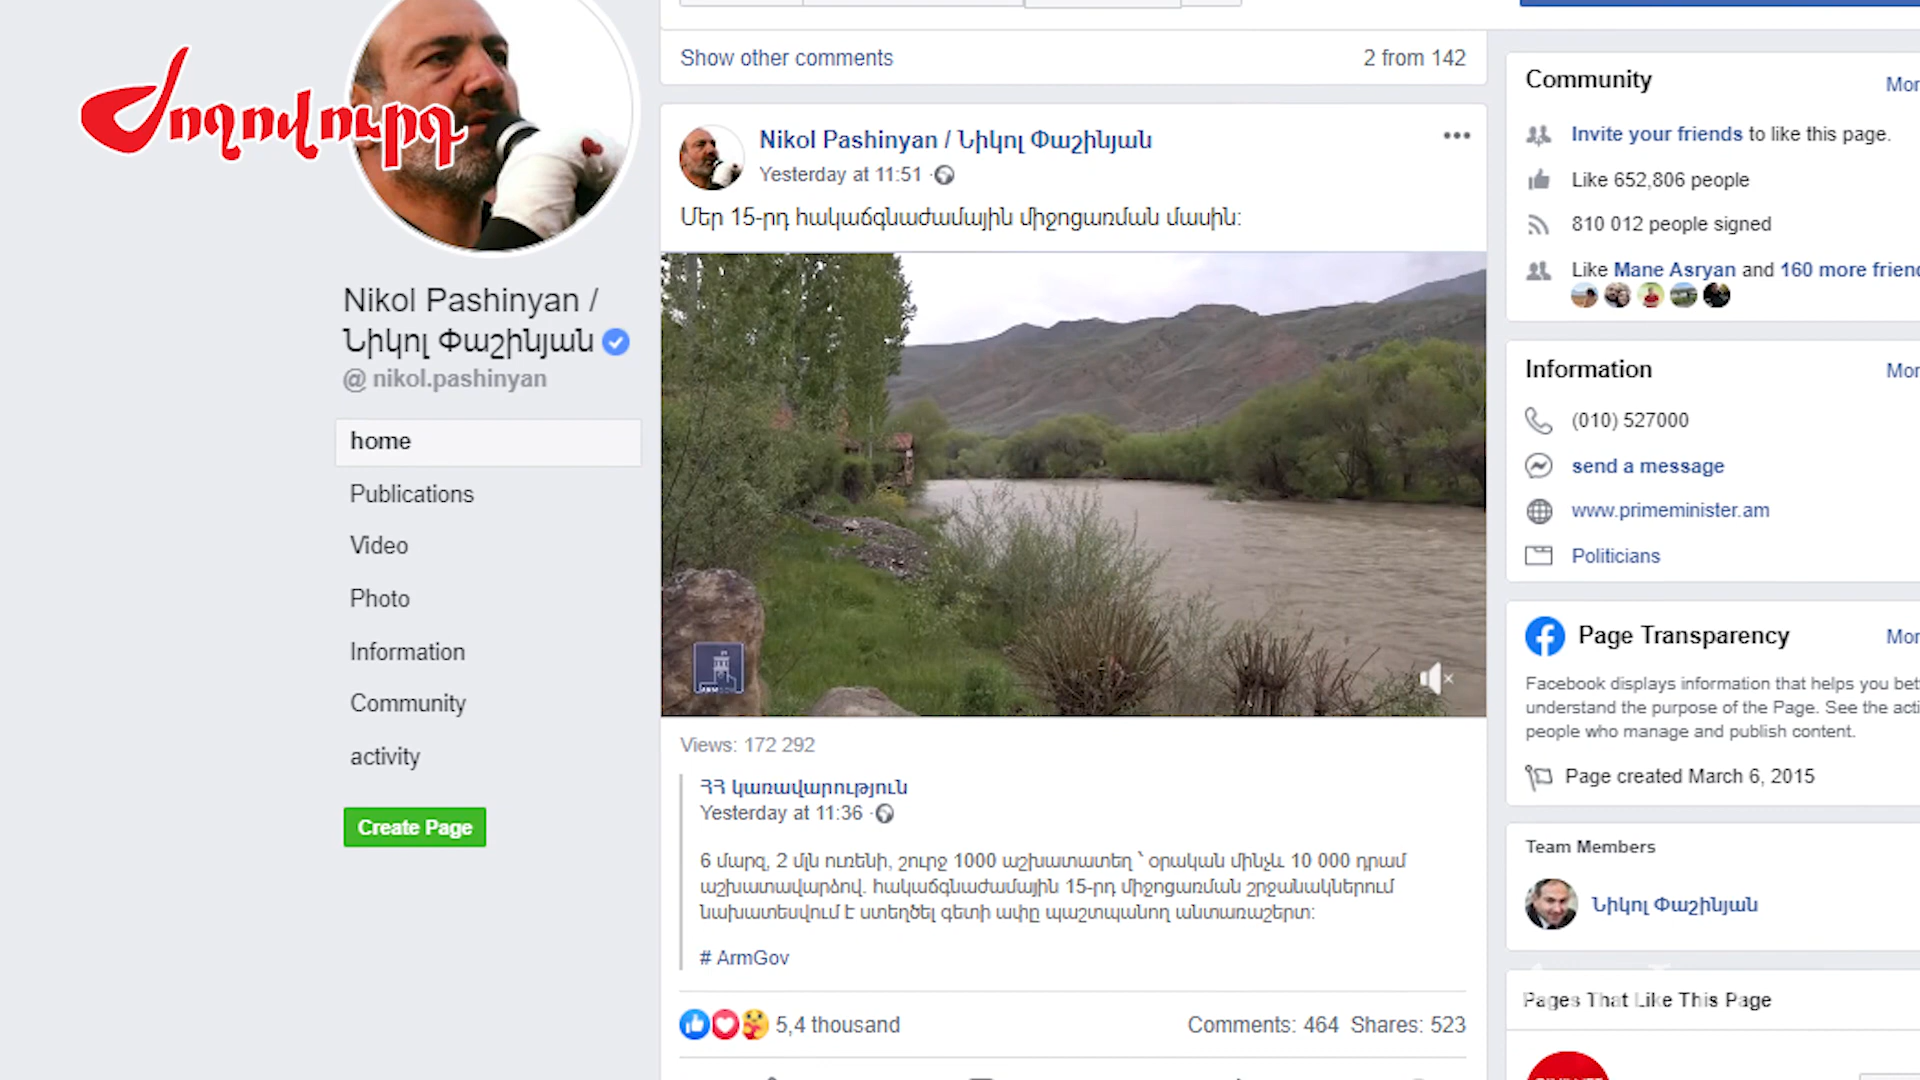 Ժողովուրդ
Nikol Pashinyan /
Նիկոլ Փաշինյան
@ nikol.pashinyan
home
Publications
Video
Photo
Information
Community
activity
Create Page
Show other comments
2 from 142
Nikol Pashinyan / Նիկոլ Փաշինյան
Yesterday at 11:51
Մեր 15-րդ հակաճգնաժամային միջոցառման մասին:
Views: 172 292
ՀՀ կառավարություն
Yesterday at 11:36
6 մարզ, 2 մլն ուռենի, շուրջ 1000 աշխատատեղ ՝ օրական մինչև 10 000 դրամ
աշխատավարձով. հակաճգնաժամային 15-րդ միջոցառման շրջանակներում
նախատեսվում է ստեղծել գետի ափը պաշտպանող անտառաշերտ:
# ArmGov
5,4 thousand
Comments: 464 Shares: 523
Community
Mor
Invite your friends to like this page.
Like 652,806 people
810 012 people signed
Like Mane Asryan and 160 more friend
Information
Mor
(010) 527000
send a message
www.primeminister.am
Politicians
Page Transparency
Mor
Facebook displays information that helps you bet
understand the purpose of the Page. See the acti
people who manage and publish content.
Page created March 6, 2015
Team Members
Նիկոլ Փաշինյան
Pages That Like This Page